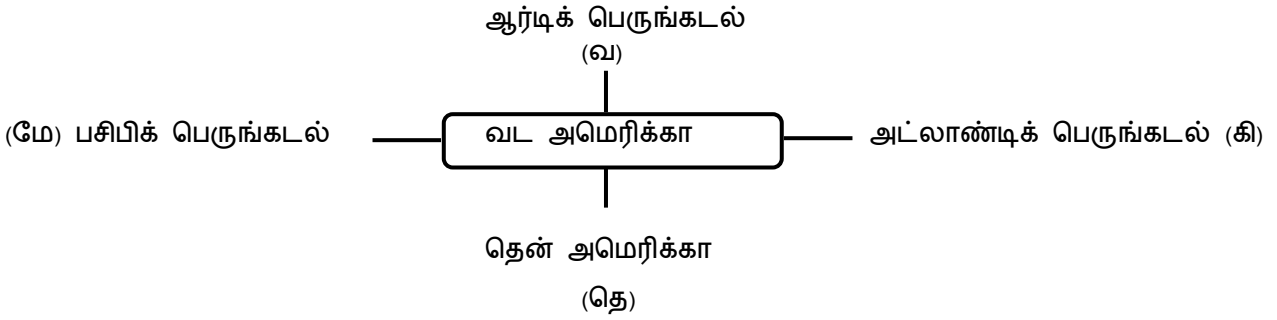 ஆர்டிக் பெருங்கடல்
(வ)
(மே) பசிபிக் பெருங்கடல் வட அமெரிக்கா அட்லாண்டிக் பெருங்கடல் (கி)
தென் அமெரிக்கா
(தெ)